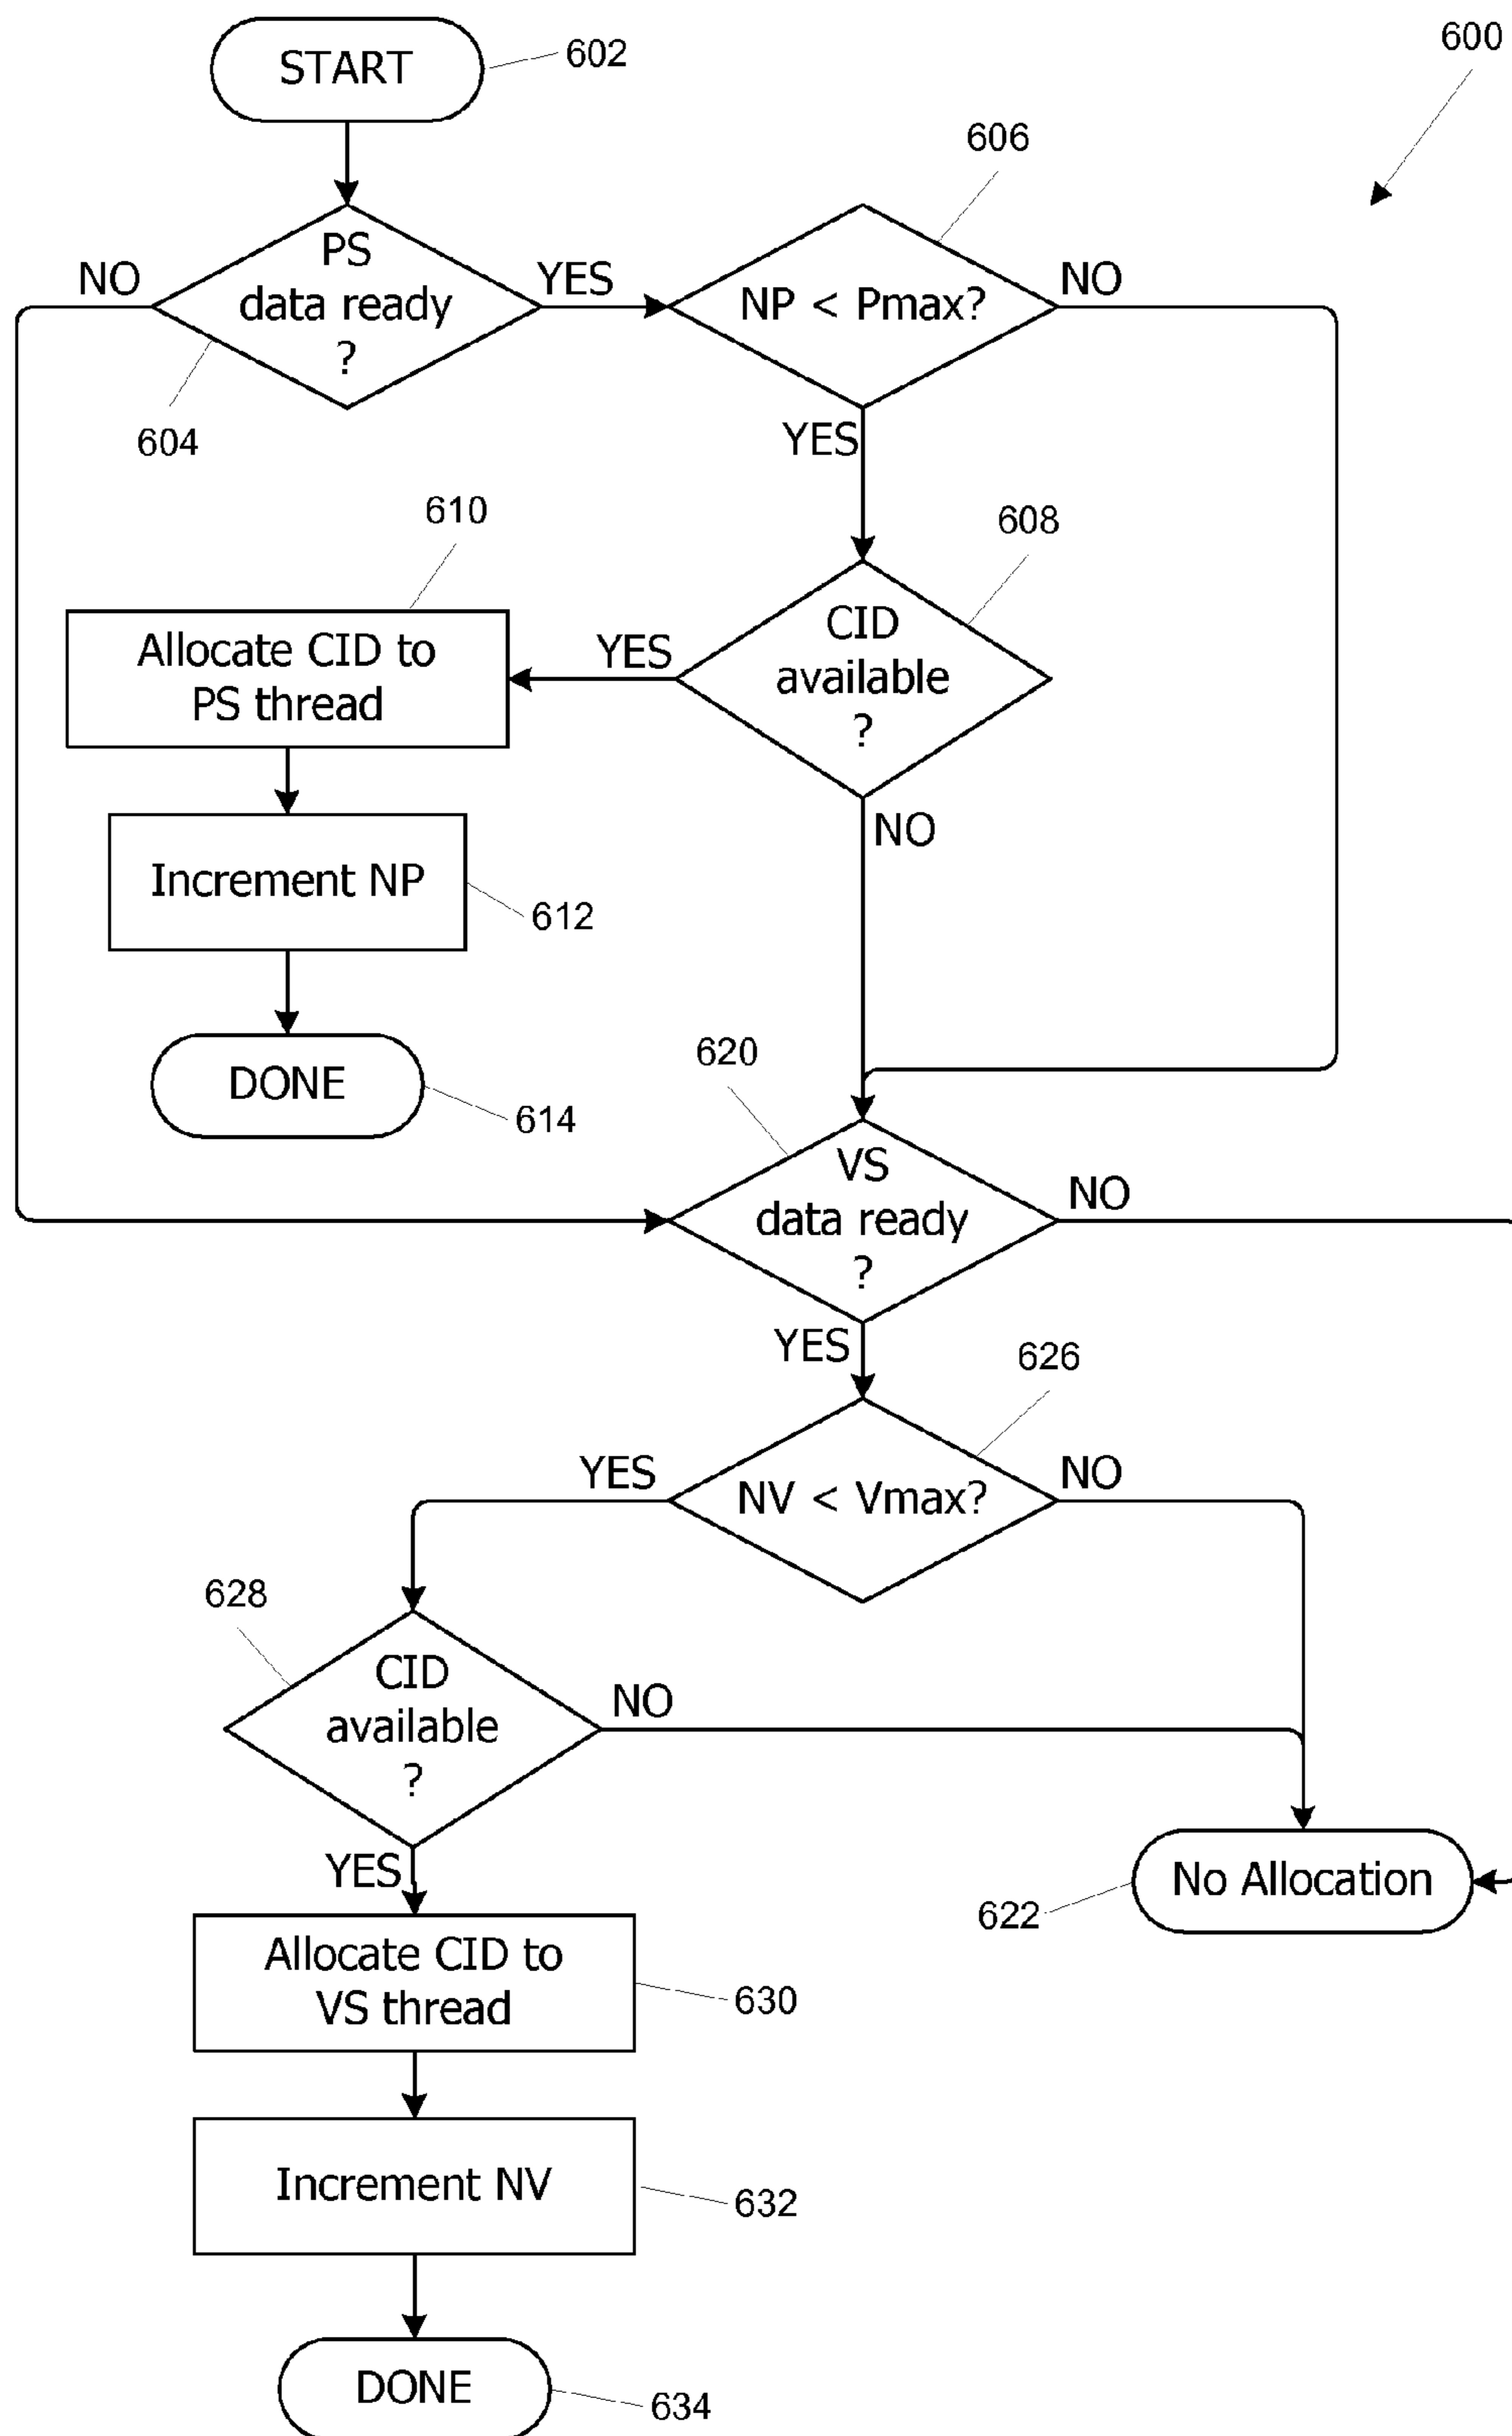 START
602
600
606
PS
data ready
?
NO
YES
604
NP < Pmax?
NO
YES
610
608
Allocate CID to
PS thread
YES
CID
available
?
NO
Increment NP
612
DONE
614
620
VS
data ready
?
NO
YES
626
YES
NV < Vmax?
NO
628
CID
available
?
NO
YES
No Allocation
622
Allocate CID to
VS thread
630
Increment NV
632
DONE
634